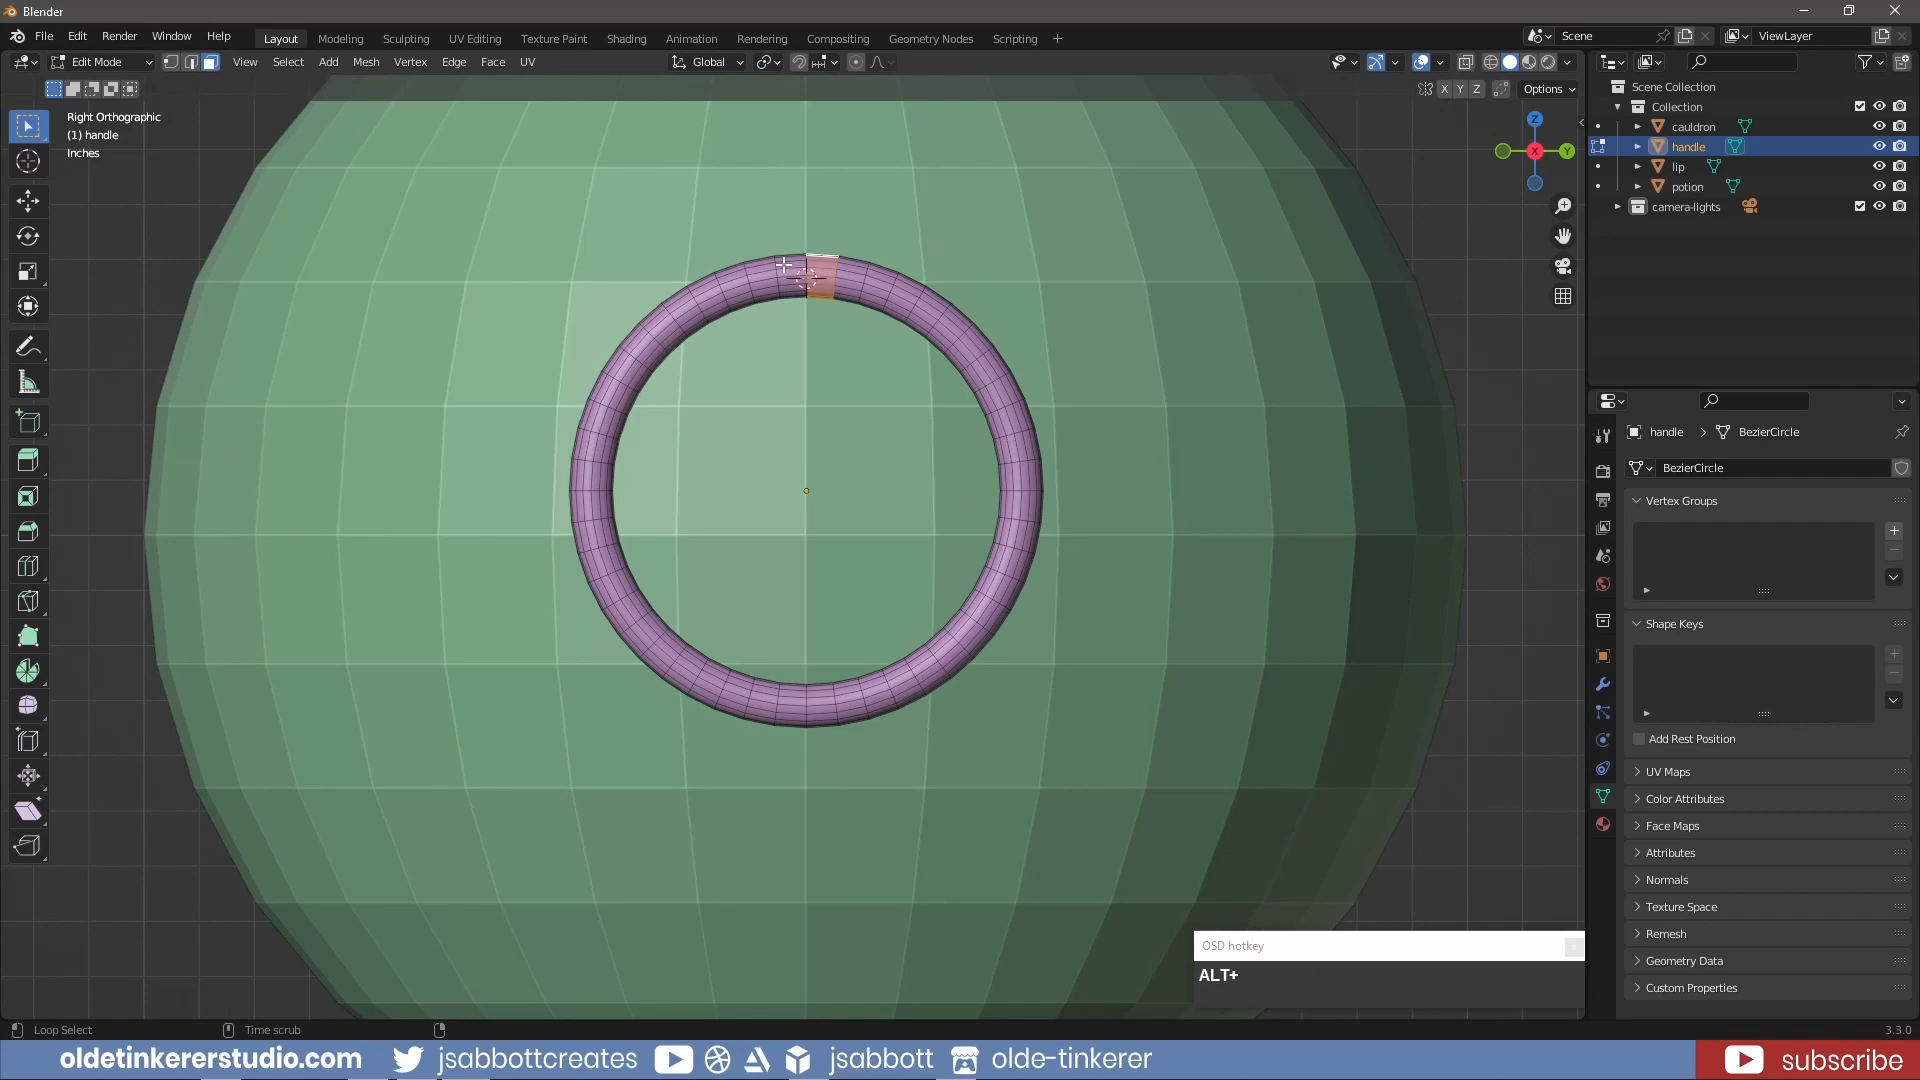 Blender
File Edit Render Window Help Layout Modeling Sculpting UV Editing Texture Paint Shading Animation Rendering Compositing Geometry Nodes Scripting + Scene ViewLayer
Edit Mode View Select Add Mesh Vertex Edge Face UV Global
X Y Z Options
Right Orthographic
(1) handle
Inches
Z
X
Y
Scene Collection
Collection
cauldron
handle
lip
potion
camera-lights
handle > BezierCircle
BezierCircle
Vertex Groups
Shape Keys
Add Rest Position
UV Maps
Color Attributes
Face Maps
Attributes
Normals
Texture Space
Remesh
Geometry Data
Custom Properties
OSD hotkey
ALT+
Loop Select Time scrub 3.3.0
oldetinkererstudio.com jsabbottcreates jsabbott olde-tinkerer subscribe